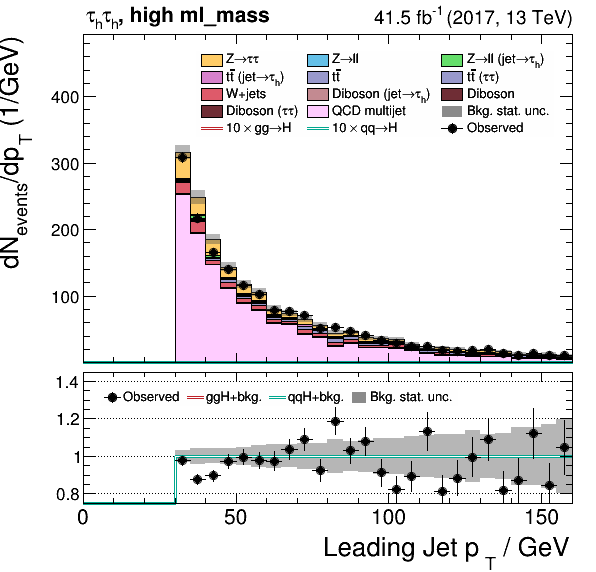 τhτh, high ml_mass 41.5 fb-1 (2017, 13 TeV)
dNevents/dpT (1/GeV)
400
300
200
100
Z→ττ Z→ll Z→ll (jet→τh)
tt̄ (jet→τh) tt̄ tt̄ (ττ)
W+jets Diboson (jet→τh) Diboson
Diboson (ττ) QCD multijet Bkg. stat. unc.
10 × gg→H 10 × qq→H Observed
1.4
1.2
1
0.8
Observed ggH+bkg. qqH+bkg. Bkg. stat. unc.
0 50 100 150
Leading Jet pT / GeV